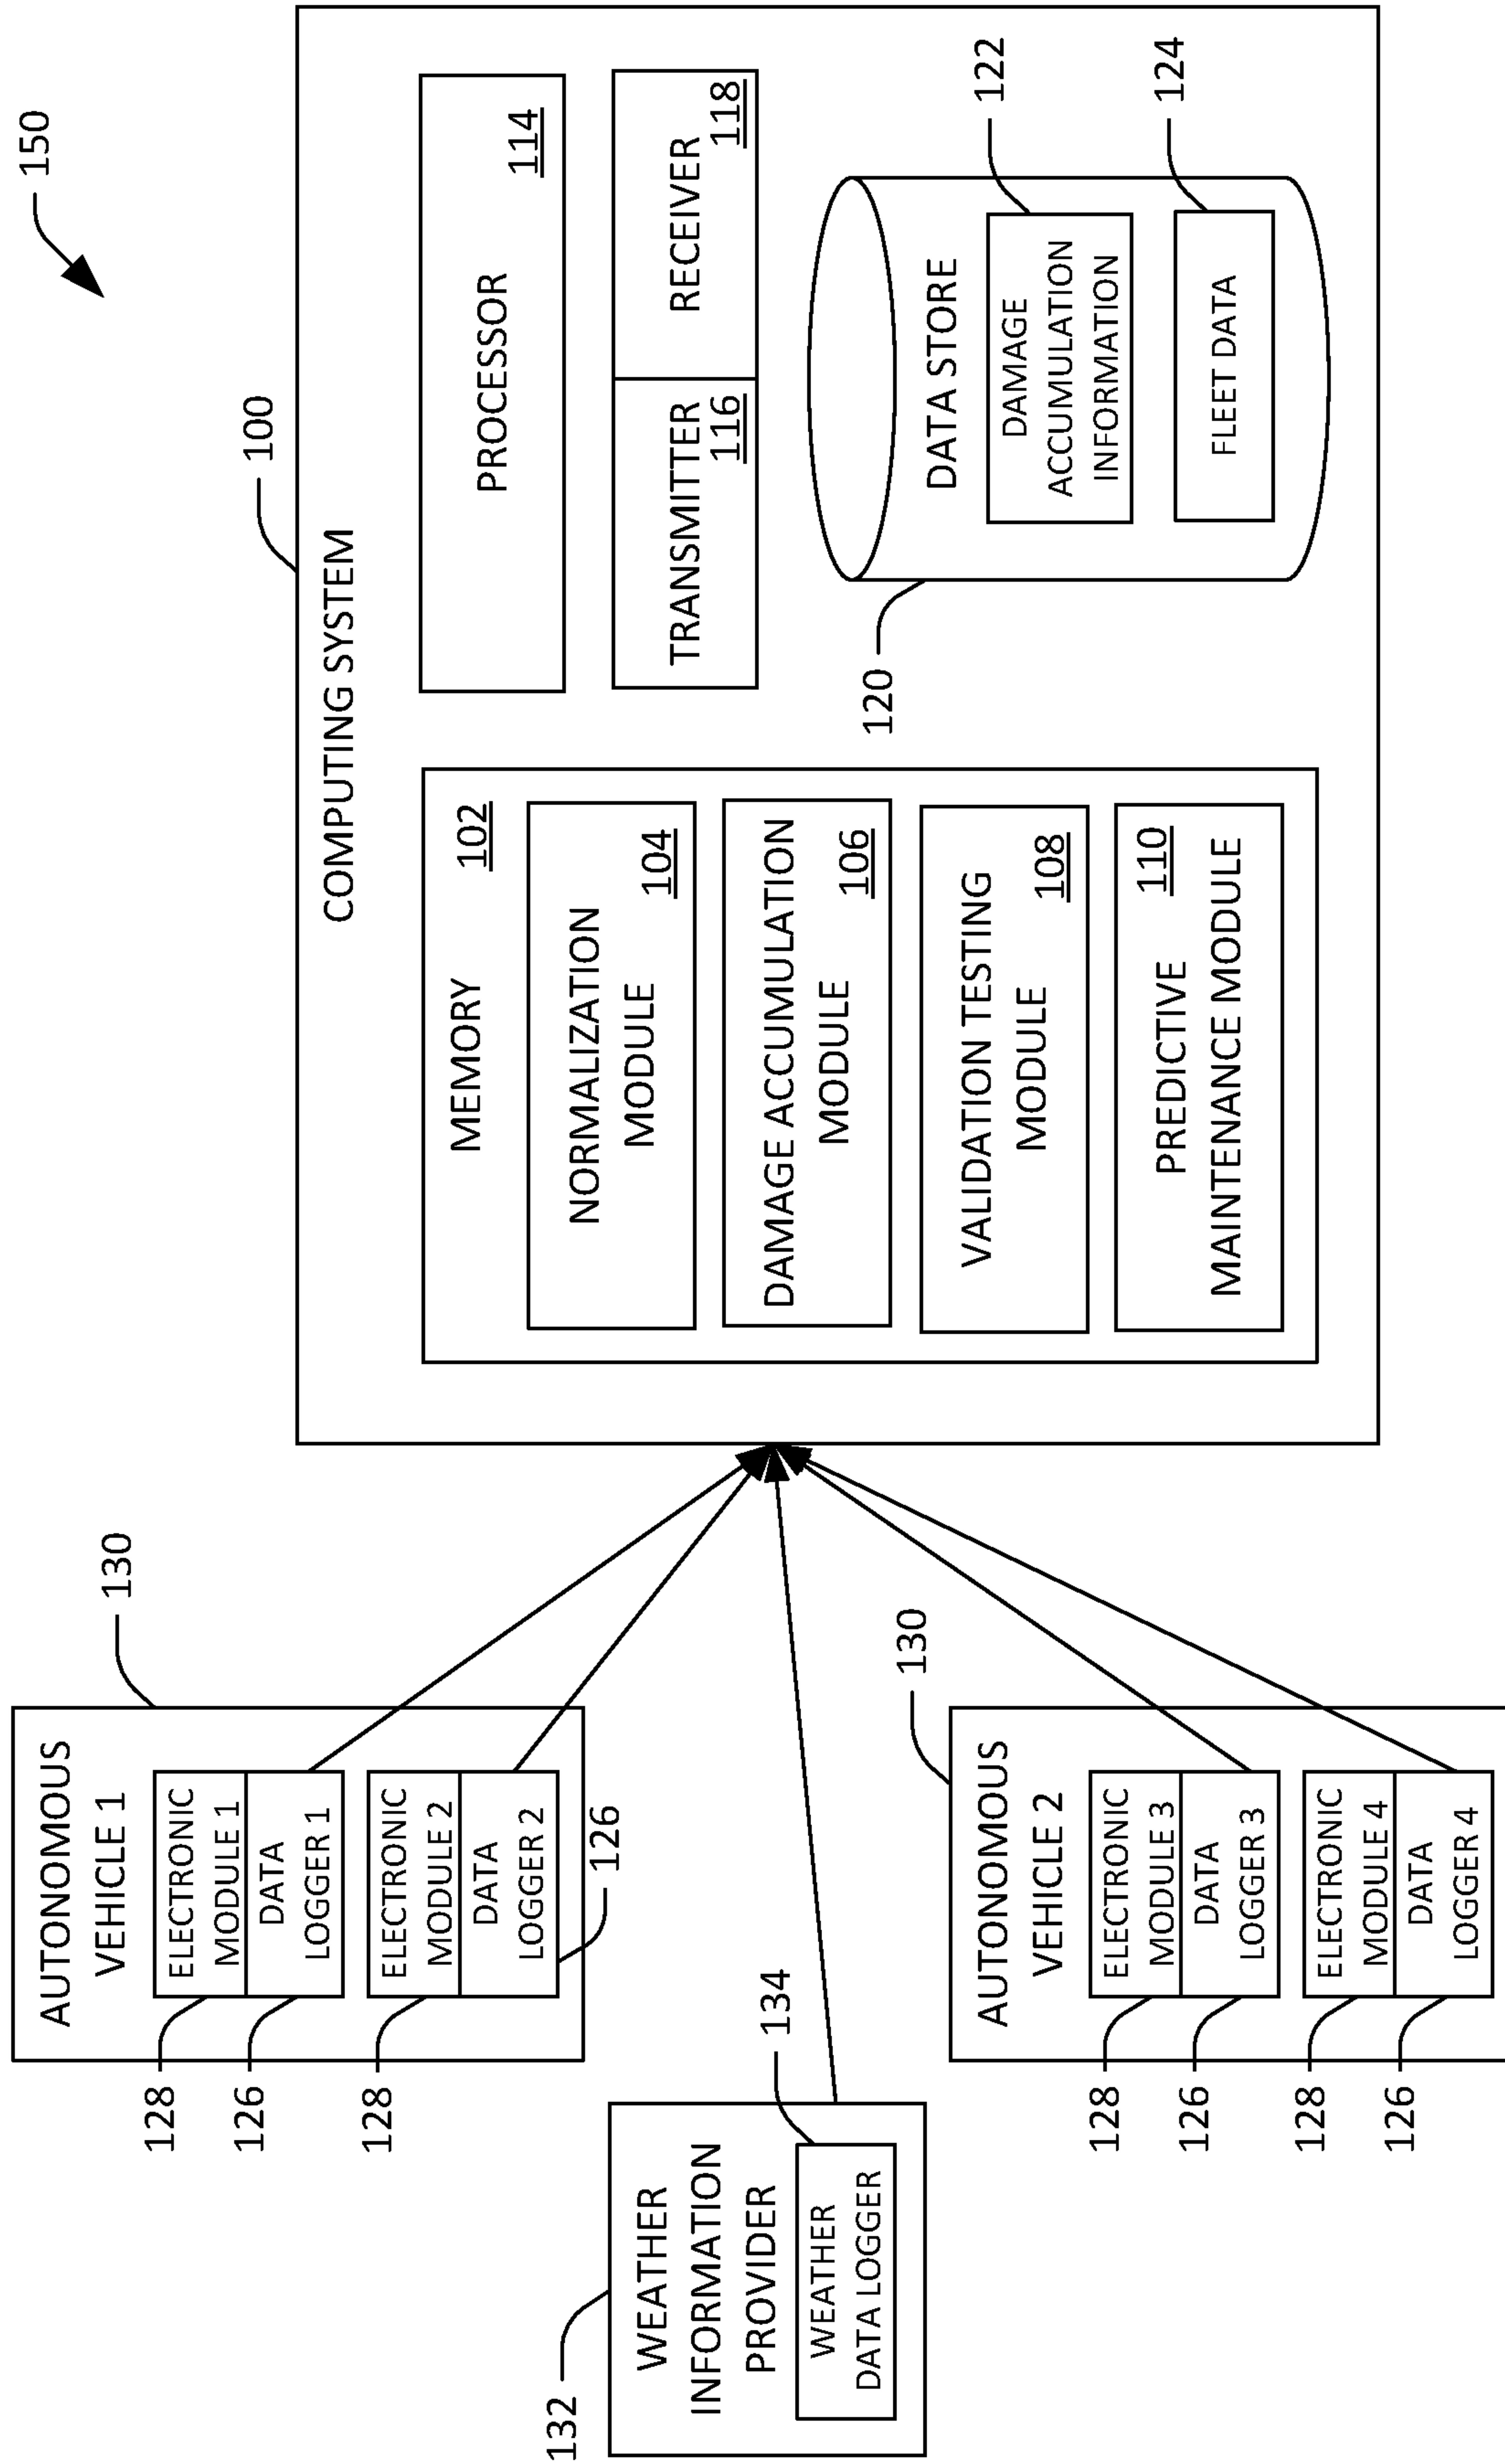 150
100
COMPUTING SYSTEM
MEMORY
102
NORMALIZATION
MODULE
104
DAMAGE ACCUMULATION
MODULE
106
VALIDATION TESTING
MODULE
108
PREDICTIVE
MAINTENANCE MODULE
110
PROCESSOR
114
TRANSMITTER
116
RECEIVER
118
120
DATA STORE
DAMAGE
ACCUMULATION
INFORMATION
122
FLEET DATA
124
130
AUTONOMOUS
VEHICLE 1
ELECTRONIC
MODULE 1
DATA
LOGGER 1
ELECTRONIC
MODULE 2
DATA
LOGGER 2
128
126
128
126
WEATHER
INFORMATION
PROVIDER
WEATHER
DATA LOGGER
132
134
130
AUTONOMOUS
VEHICLE 2
ELECTRONIC
MODULE 3
DATA
LOGGER 3
ELECTRONIC
MODULE 4
DATA
LOGGER 4
128
126
128
126